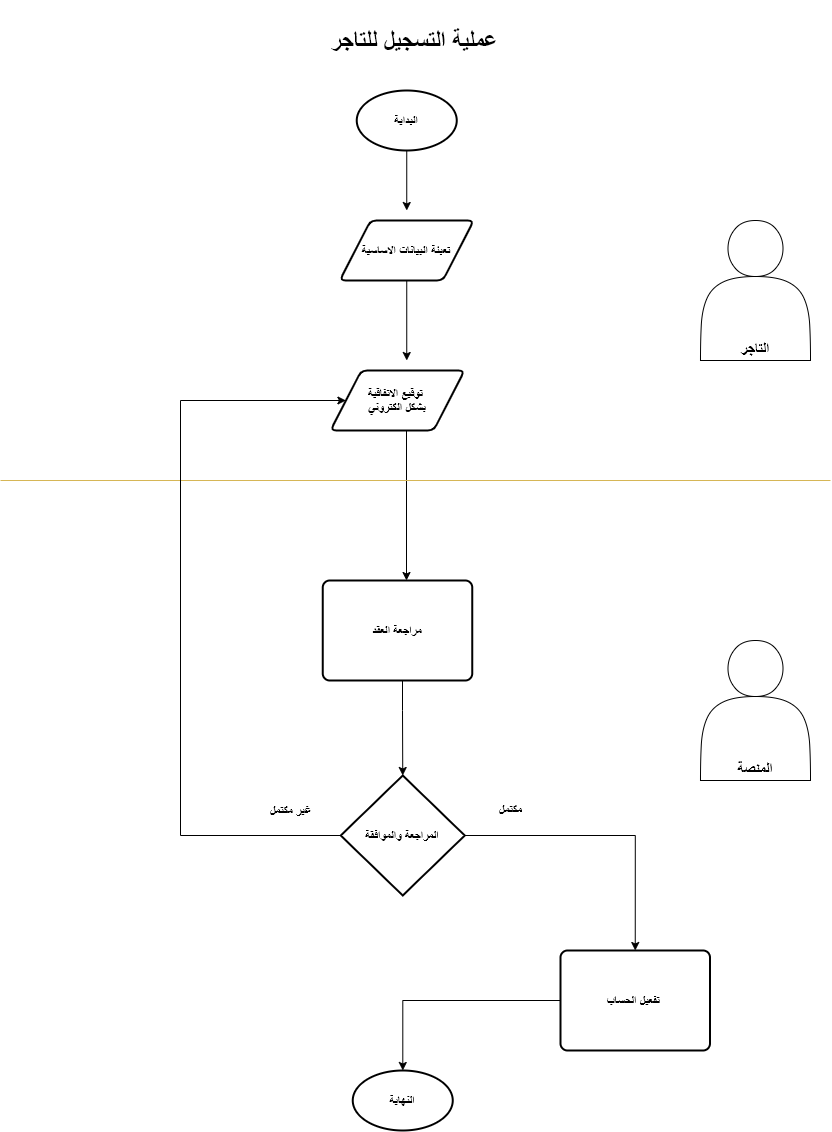 عملية التسجيل للتاجر
البداية
تعبئة البيانات الاساسية
التاجر
توقيع الاتفاقية
بشكل الكتروني
مراجعة العقد
المنصة
مكتمل
غير مكتمل
المراجعة والموافقة
تفعيل الحساب
النهاية